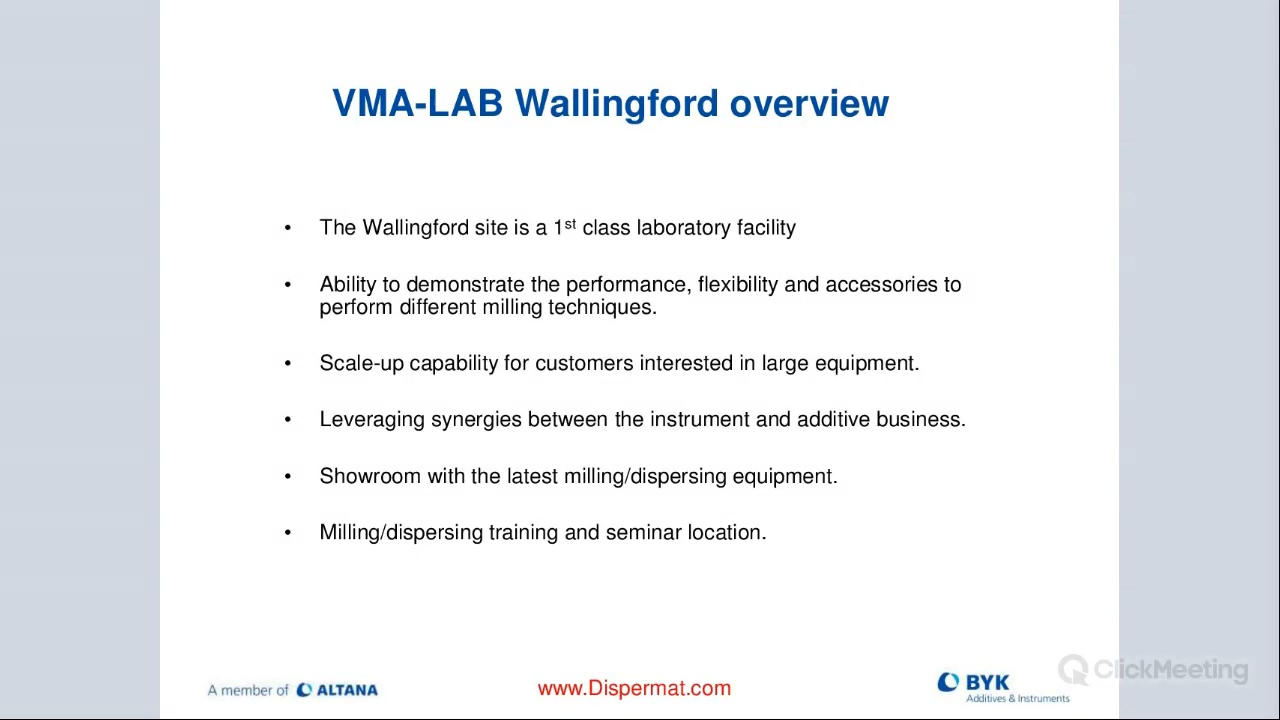 VMA-LAB Wallingford overview
• The Wallingford site is a 1st class laboratory facility
• Ability to demonstrate the performance, flexibility and accessories to
perform different milling techniques.
• Scale-up capability for customers interested in large equipment.
• Leveraging synergies between the instrument and additive business.
• Showroom with the latest milling/dispersing equipment.
• Milling/dispersing training and seminar location.
A member of ALTANA
www.Dispermat.com
BYK
Additives & Instruments
ClickMeeting